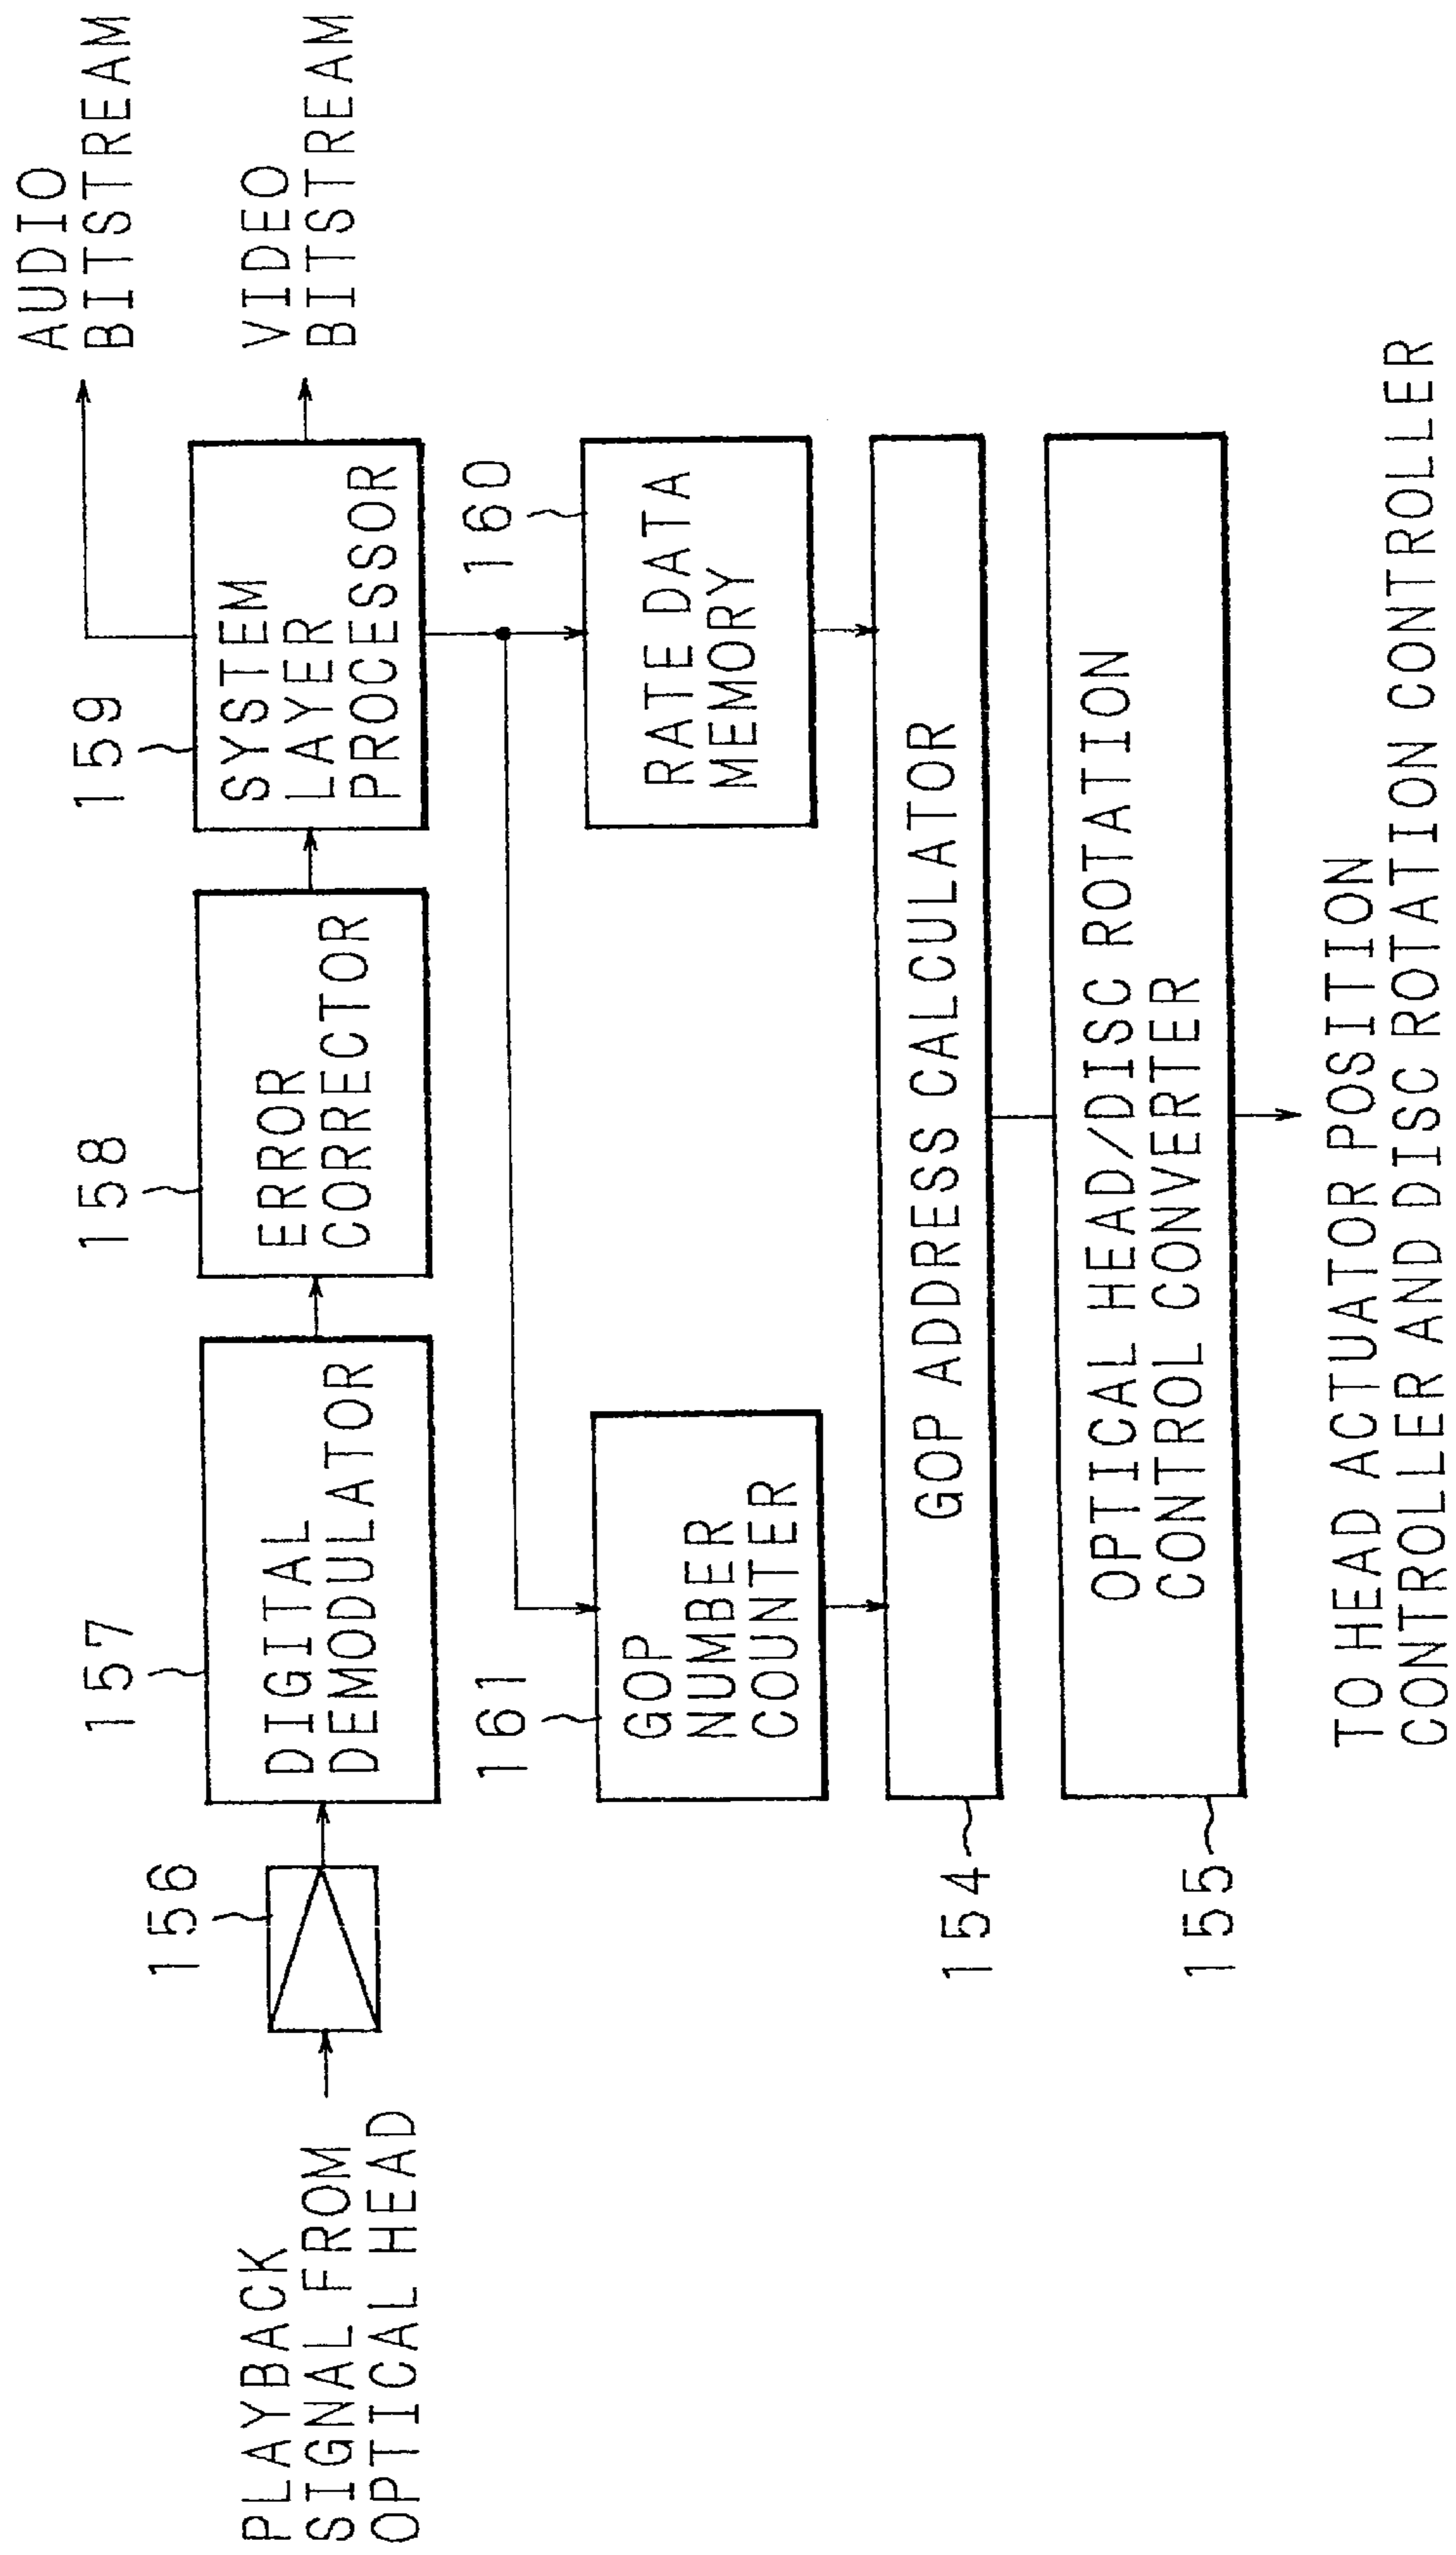 AUDIO
BITSTREAM
VIDEO
BITSTREAM
159
SYSTEM
LAYER
PROCESSOR
158
ERROR
CORRECTOR
157
DIGITAL
DEMODULATOR
156
PLAYBACK
SIGNAL FROM
OPTICAL HEAD
160
RATE DATA
MEMORY
161
GOP
NUMBER
COUNTER
GOP ADDRESS CALCULATOR
154
OPTICAL HEAD/DISC ROTATION
CONTROL CONVERTER
155
TO HEAD ACTUATOR POSITION
CONTROLLER AND DISC ROTATION CONTROLLER